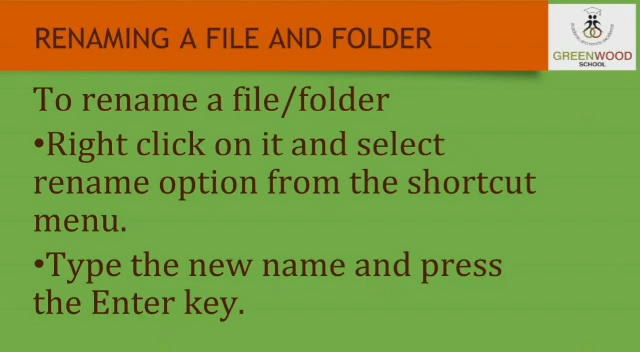 RENAMING A FILE AND FOLDER
GREENWOOD
SCHOOL
To rename a file/folder
•Right click on it and select
rename option from the shortcut
menu.
•Type the new name and press
the Enter key.